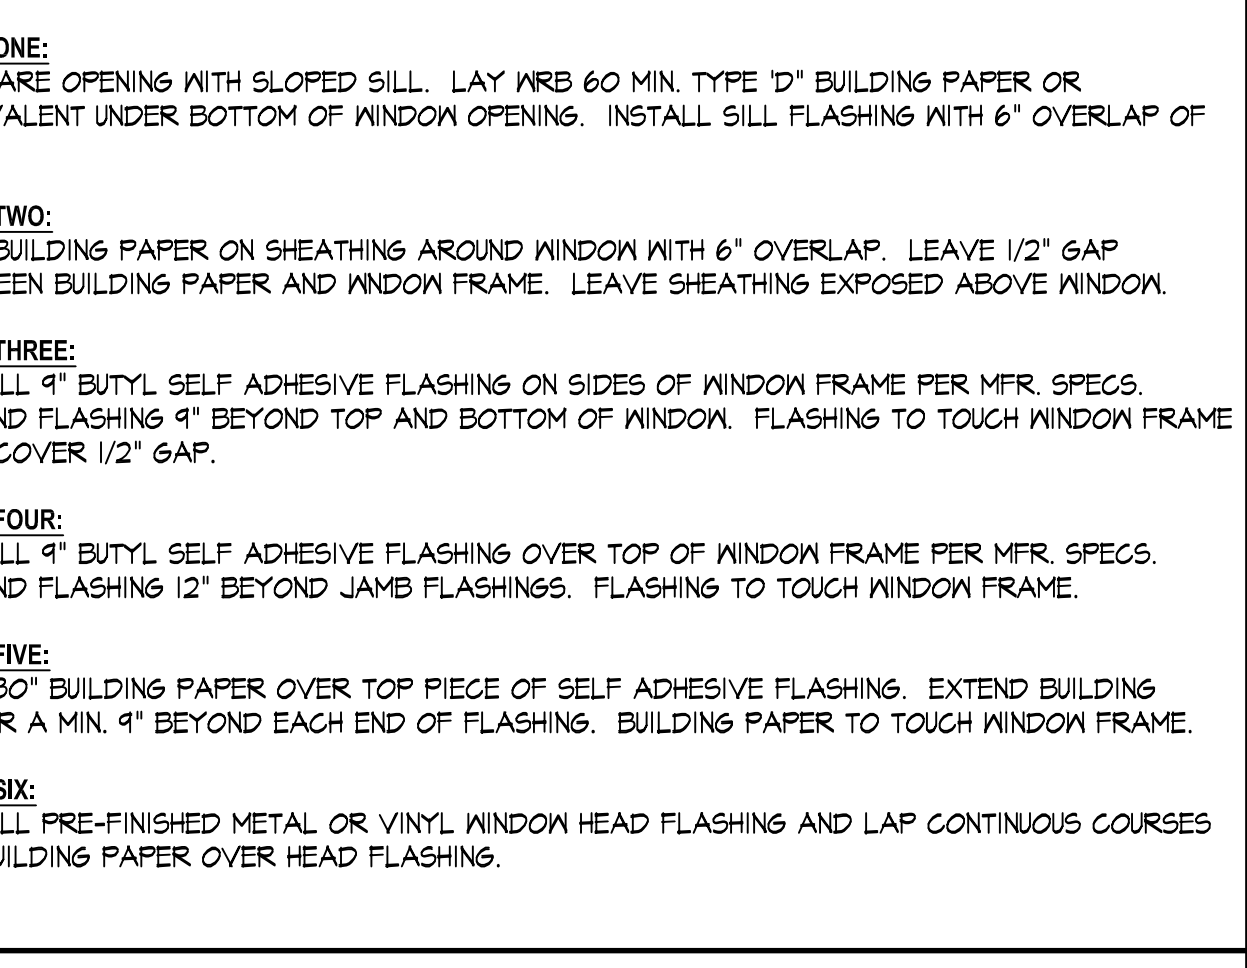 ONE:
ARE OPENING WITH SLOPED SILL. LAY WRB 60 MIN. TYPE 'D" BUILDING PAPER OR
VALENT UNDER BOTTOM OF WINDOW OPENING. INSTALL SILL FLASHING WITH 6" OVERLAP OF
TWO:
BUILDING PAPER ON SHEATHING AROUND WINDOW WITH 6" OVERLAP. LEAVE 1/2" GAP
EEN BUILDING PAPER AND WNDOW FRAME. LEAVE SHEATHING EXPOSED ABOVE WINDOW.
THREE:
LL 9" BUTYL SELF ADHESIVE FLASHING ON SIDES OF WINDOW FRAME PER MFR. SPECS.
ND FLASHING 9" BEYOND TOP AND BOTTOM OF WINDOW. FLASHING TO TOUCH WINDOW FRAME
COVER 1/2" GAP.
FOUR:
LL 9" BUTYL SELF ADHESIVE FLASHING OVER TOP OF WINDOW FRAME PER MFR. SPECS.
ND FLASHING 12" BEYOND JAMB FLASHINGS. FLASHING TO TOUCH WINDOW FRAME.
FIVE:
30" BUILDING PAPER OVER TOP PIECE OF SELF ADHESIVE FLASHING. EXTEND BUILDING
R A MIN. 9" BEYOND EACH END OF FLASHING. BUILDING PAPER TO TOUCH WINDOW FRAME.
SIX:
LL PRE-FINISHED METAL OR VINYL WINDOW HEAD FLASHING AND LAP CONTINUOUS COURSES
UILDING PAPER OVER HEAD FLASHING.